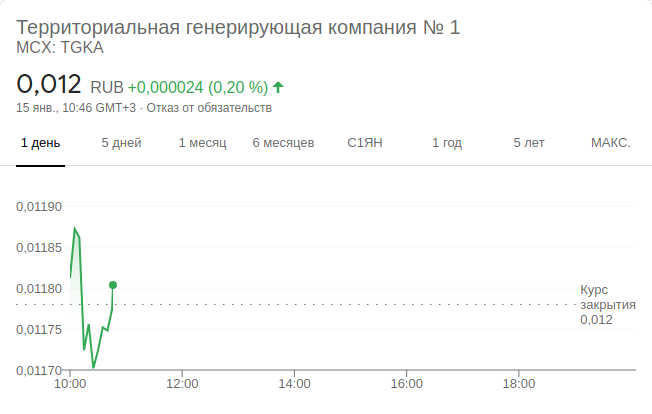 Территориальная генерирующая компания № 1
MCX: TGKA
0,012 RUB +0,000024 (0,20 %)
15 янв., 10:46 GMT+3 · Отказ от обязательств
1 день 5 дней 1 месяц 6 месяцев С1ЯН 1 год 5 лет МАКС.
0,01190
0,01185
0,01180
0,01175
0,01170
Курс
закрытия
0,012
10:00 12:00 14:00 16:00 18:00